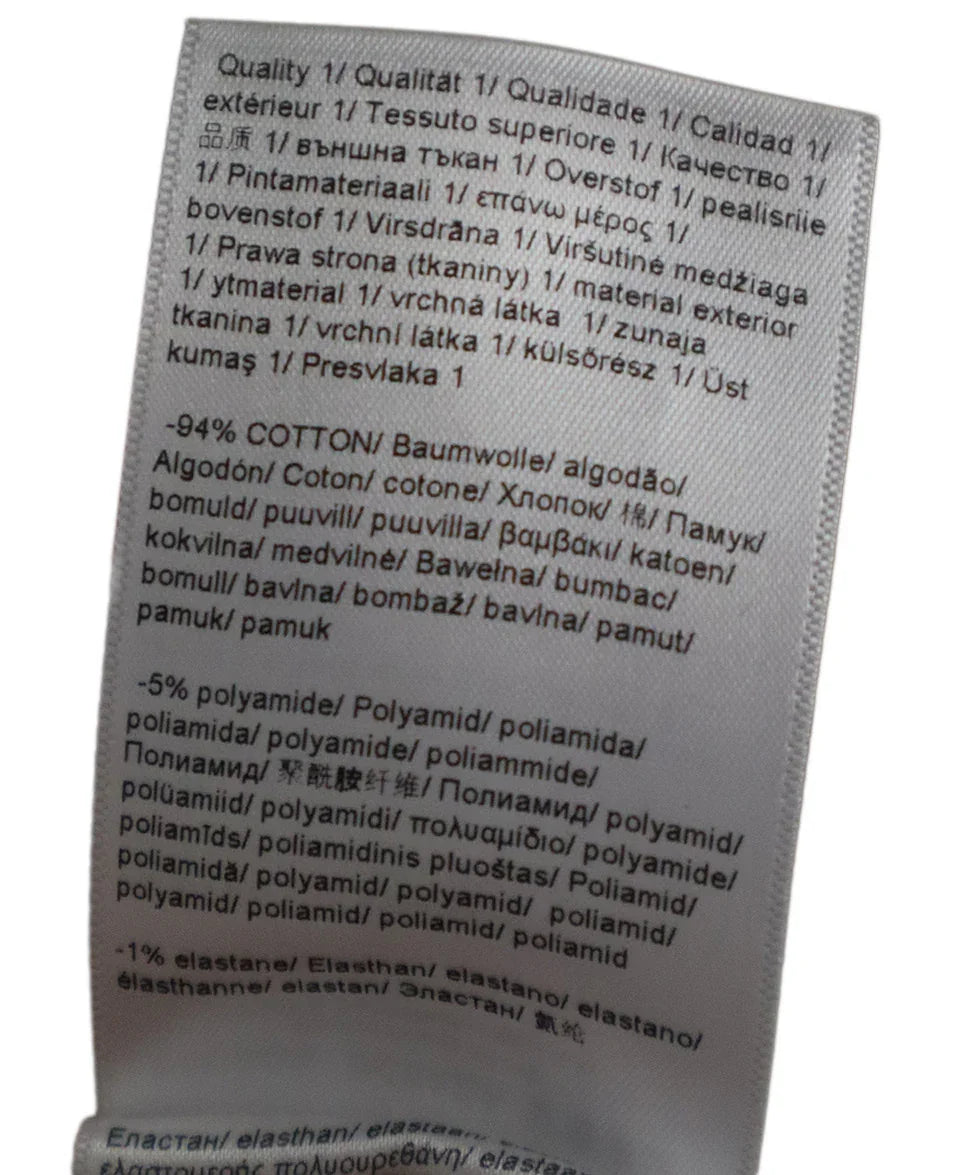 Quality 1/ Qualität 1/ Qualidade 1/ Calidad 1/
extérieur 1/ Tessuto superiore 1/ Качество 1/
品质 1/ външна тъкан 1/ Overstof 1/ pealisriie
1/ Pintamateriaali 1/ επάνω μέρος 1/
bovenstof 1/ Virsdrāna 1/ Viršutinė medžiaga
1/ Prawa strona (tkaniny) 1/ material exterior
1/ ytmaterial 1/ vrchná látka 1/ zunaja
tkanina 1/ vrchní látka 1/ külsőrész 1/ Üst
kumaş 1/ Presvlaka 1
-94% COTTON/ Baumwolle/ algodão/
Algodón/ Coton/ cotone/ Хлопок/ 棉/ Памук/
bomuld/ puuvill/ puuvilla/ βαμβάκι/ katoen/
kokvilna/ medvilnė/ Bawełna/ bumbac/
bomull/ bavlna/ bombaž/ bavlna/ pamut/
pamuk/ pamuk
-5% polyamide/ Polyamid/ poliamida/
poliamida/ polyamide/ poliammide/
Полиамид/ 聚酰胺纤维/ Полиамид/ polyamid/
polüamiid/ polyamidi/ πολυαμίδιο/ polyamide/
poliamīds/ poliamidinis pluoštas/ Poliamid/
poliamidă/ polyamid/ polyamid/ poliamid/
polyamid/ poliamid/ poliamid/ poliamid
-1% elastane/ Elasthan/ elastano/ elastano/
élasthanne/ elastan/ Эластан/ 氨纶
Еластан/ elasthan/ elastaan/
ελαστομερής πολυουρεθάνη/